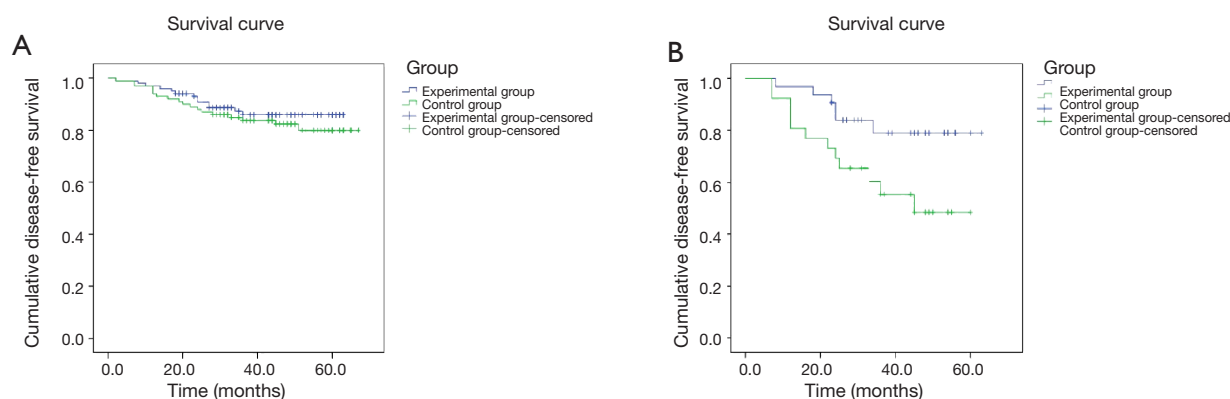 Survival curve
A
Cumulative disease-free survival
1.0
0.8
0.6
0.4
0.2
0.0
0.0 20.0 40.0 60.0
Time (months)
Group
Experimental group
Control group
Experimental group-censored
Control group-censored
Survival curve
B
Cumulative disease-free survival
1.0
0.8
0.6
0.4
0.2
0.0
0.0 20.0 40.0 60.0
Time (months)
Group
Experimental group
Control group
Experimental group-censored
Control group-censored